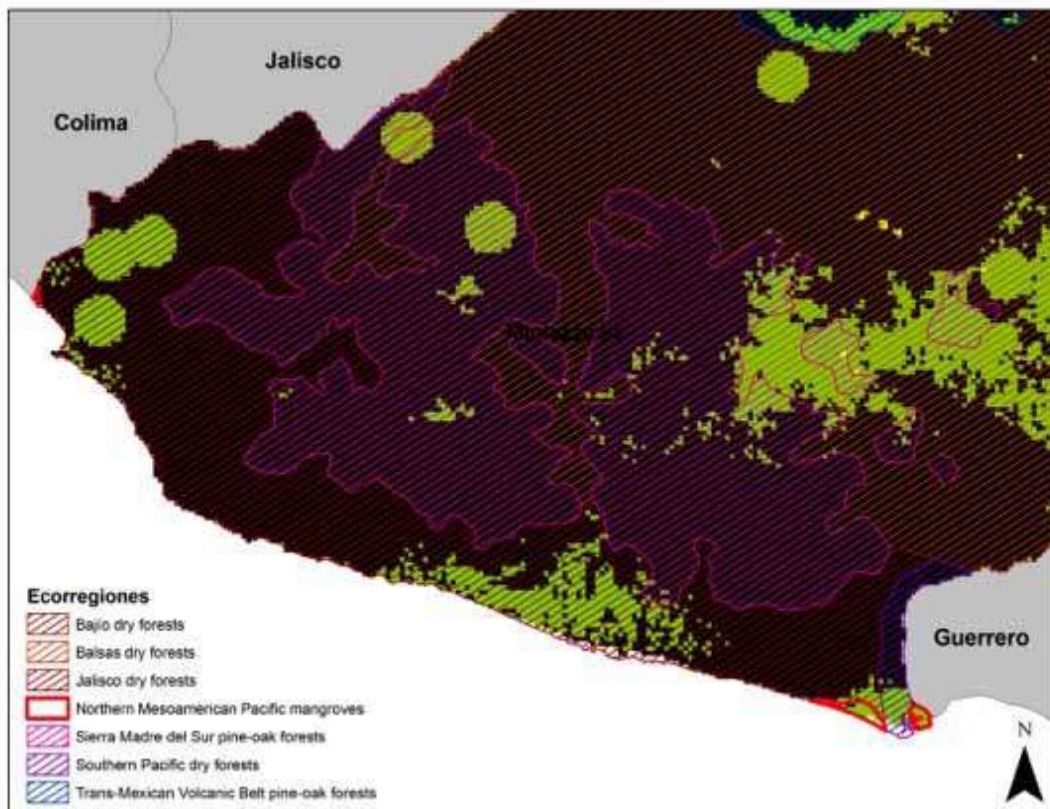 Jalisco
Colima
Guerrero
N
Ecorregiones
Bajio dry forests
Balsas dry forests
Jalisco dry forests
Northern Mesoamerican Pacific mangroves
Sierra Madre del Sur pine-oak forests
Southern Pacific dry forests
Trans-Mexican Volcanic Belt pine-oak forests